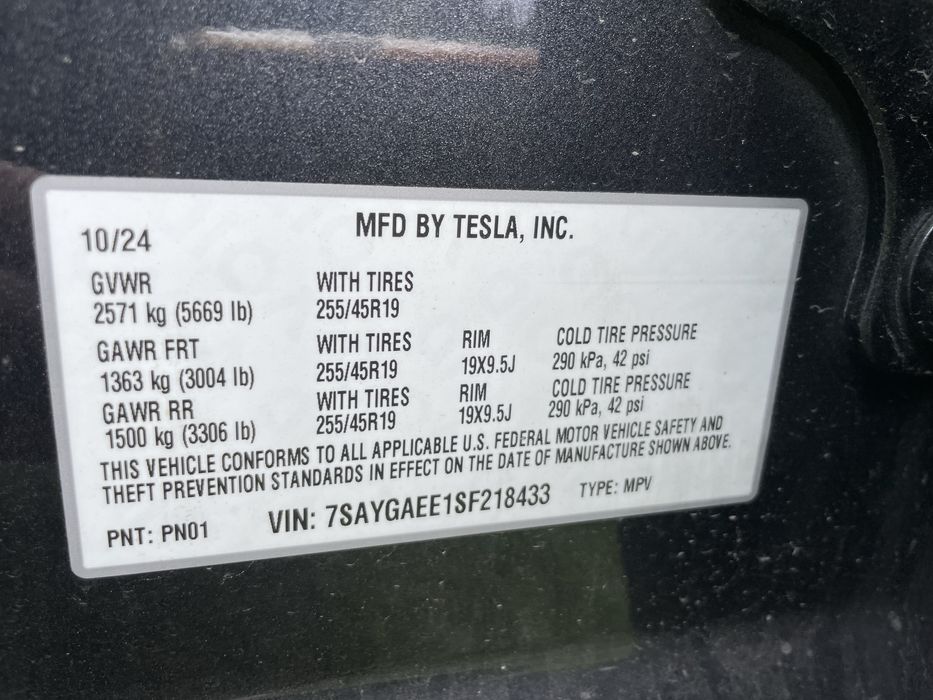 MFD BY TESLA, INC.
10/24
GVWR WITH TIRES
2571 kg (5669 lb) 255/45R19
GAWR FRT WITH TIRES RIM COLD TIRE PRESSURE
1363 kg (3004 lb) 255/45R19 19X9.5J 290 kPa, 42 psi
GAWR RR WITH TIRES RIM COLD TIRE PRESSURE
1500 kg (3306 lb) 255/45R19 19X9.5J 290 kPa, 42 psi
THIS VEHICLE CONFORMS TO ALL APPLICABLE U.S. FEDERAL MOTOR VEHICLE SAFETY AND
THEFT PREVENTION STANDARDS IN EFFECT ON THE DATE OF MANUFACTURE SHOWN ABOVE.
PNT: PN01 VIN: 7SAYGAEE1SF218433 TYPE: MPV